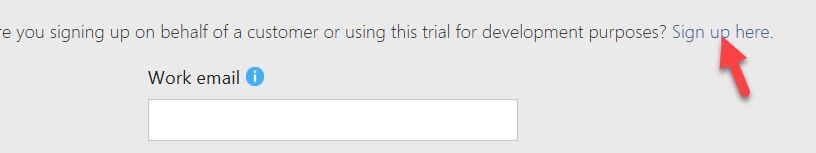 re you signing up on behalf of a customer or using this trial for development purposes? Sign up here.
Work email